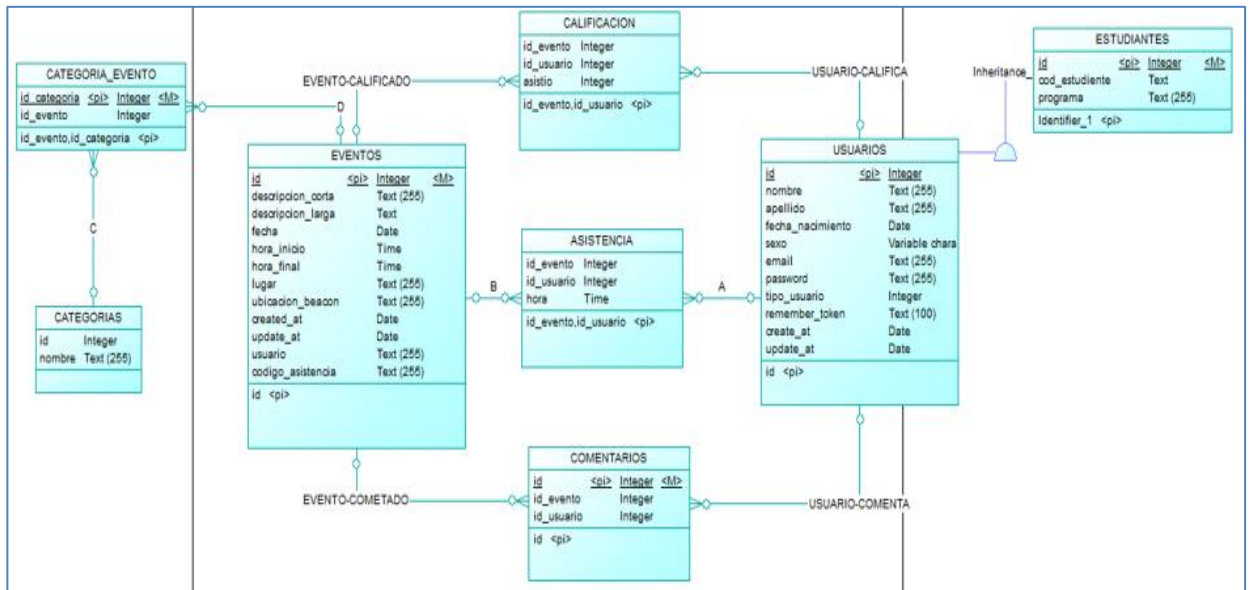 CATEGORIA_EVENTO
id_categoria <pi> Integer <M>
id_evento Integer
id_evento,id_categoria <pi>
C
CATEGORIAS
id Integer
nombre Text (255)
EVENTO-CALIFICADO
D
EVENTOS
id <pi> Integer <M>
descripcion_corta Text (255)
descripcion_larga Text
fecha Date
hora_inicio Time
hora_final Time
lugar Text (255)
ubicacion_beacon Text (255)
created_at Date
update_at Date
usuario Text (255)
codigo_asistencia Text (255)
id <pi>
EVENTO-COMETADO
CALIFICACION
id_evento Integer
id_usuario Integer
asistio Integer
id_evento,id_usuario <pi>
B
ASISTENCIA
id_evento Integer
id_usuario Integer
hora Time
id_evento,id_usuario <pi>
A
COMENTARIOS
id <pi> Integer <M>
id_evento Integer
id_usuario Integer
id <pi>
USUARIO-CALIFICA
USUARIOS
id <pi> Integer
nombre Text (255)
apellido Text (255)
fecha_nacimiento Date
sexo Variable chara
email Text (255)
password Text (255)
tipo_usuario Integer
remember_token Text (100)
create_at Date
update_at Date
id <pi>
USUARIO-COMENTA
Inheritance_
ESTUDIANTES
id <pi> Integer <M>
cod_estudiente Text
programa Text (255)
Identifier_1 <pi>